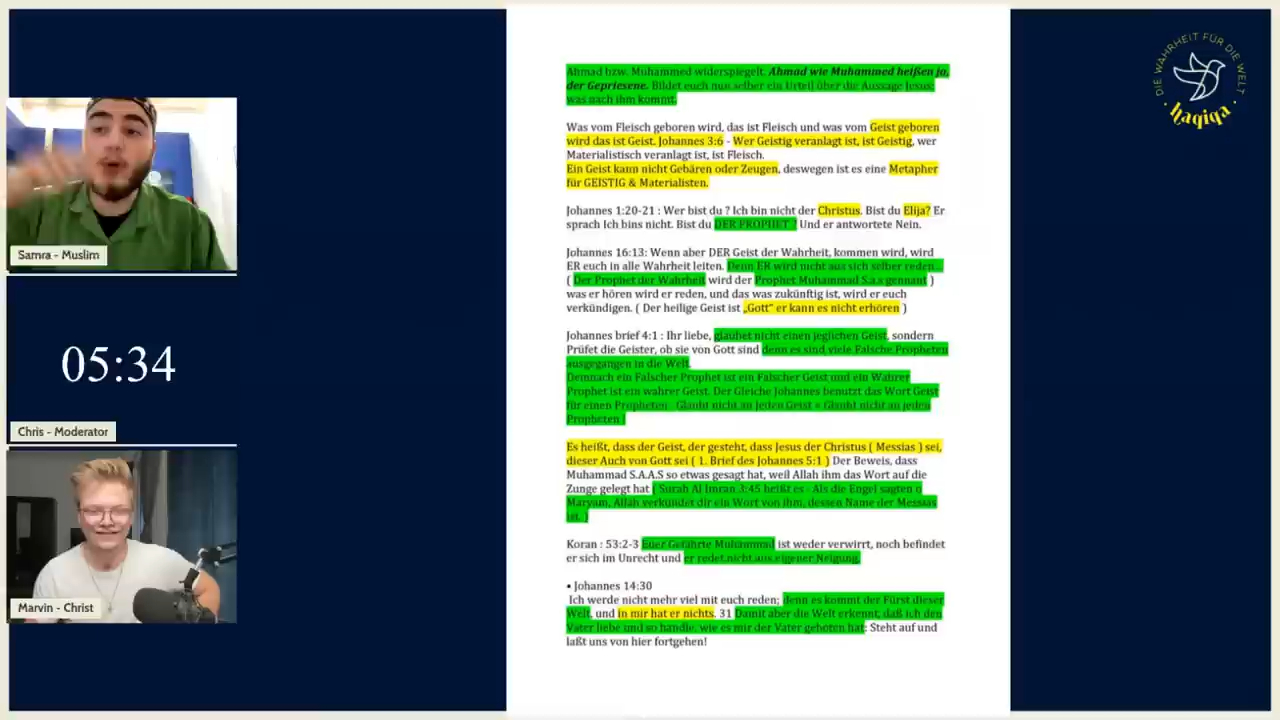 Ahmad bzw. Muhammed widerspiegelt. Ahmad wie Muhammed heißen ja,
der Gepriesene. Bildet euch nun selber ein Urteil über die Aussage Jesus;
was nach ihm kommt.
Was vom Fleisch geboren wird, das ist Fleisch und was vom Geist geboren
wird das ist Geist. Johannes 3:6 - Wer Geistig veranlagt ist, ist Geistig, wer
Materialistisch veranlagt ist, ist Fleisch.
Ein Geist kann nicht Gebären oder Zeugen, deswegen ist es eine Metapher
für GEISTIG & Materialisten.
Johannes 1:20-21 : Wer bist du ? Ich bin nicht der Christus. Bist du Elija? Er
sprach Ich bins nicht. Bist du DER PROPHET ? Und er antwortete Nein.
Johannes 16:13: Wenn aber DER Geist der Wahrheit, kommen wird, wird
ER euch in alle Wahrheit leiten. Denn ER wird nicht aus sich selber reden...
( Der Prophet der Wahrheit wird der Prophet Muhammad S.a.s gennant )
was er hören wird er reden, und das was zukünftig ist, wird er euch
verkündigen. ( Der heilige Geist ist „Gott“ er kann es nicht erhören )
Johannes brief 4:1 : Ihr liebe, glaubet nicht einen jeglichen Geist, sondern
Prüfet die Geister, ob sie von Gott sind denn es sind viele Falsche Propheten
ausgegangen in die Welt.
Demnach ein Falscher Prophet ist ein Falscher Geist und ein Wahrer
Prophet ist ein wahrer Geist. Der Gleiche Johannes benutzt das Wort Geist
für einen Propheten. Glaubt nicht an jeden Geist = Glaubt nicht an jeden
Propheten !
Es heißt, dass der Geist, der gesteht, dass Jesus der Christus ( Messias ) sei,
dieser Auch von Gott sei ( 1. Brief des Johannes 5:1 ) Der Beweis, dass
Muhammad S.A.A.S so etwas gesagt hat, weil Allah ihm das Wort auf die
Zunge gelegt hat ( Surah Al Imran 3:45 heißt es - Als die Engel sagten o
Maryam, Allah verkündet dir ein Wort von ihm, dessen Name der Messias
ist. )
Koran : 53:2-3 Euer Gefährte Muhammad ist weder verwirrt, noch befindet
er sich im Unrecht und er redet nicht aus eigener Neigung.
• Johannes 14:30
Ich werde nicht mehr viel mit euch reden; denn es kommt der Fürst dieser
Welt, und in mir hat er nichts. 31 Damit aber die Welt erkennt, daß ich den
Vater liebe und so handle, wie es mir der Vater geboten hat: Steht auf und
laßt uns von hier fortgehen!
Samra - Muslim
05:34
Chris - Moderator
Marvin - Christ
DIE WAHRHEIT FÜR DIE WELT
haqiqa